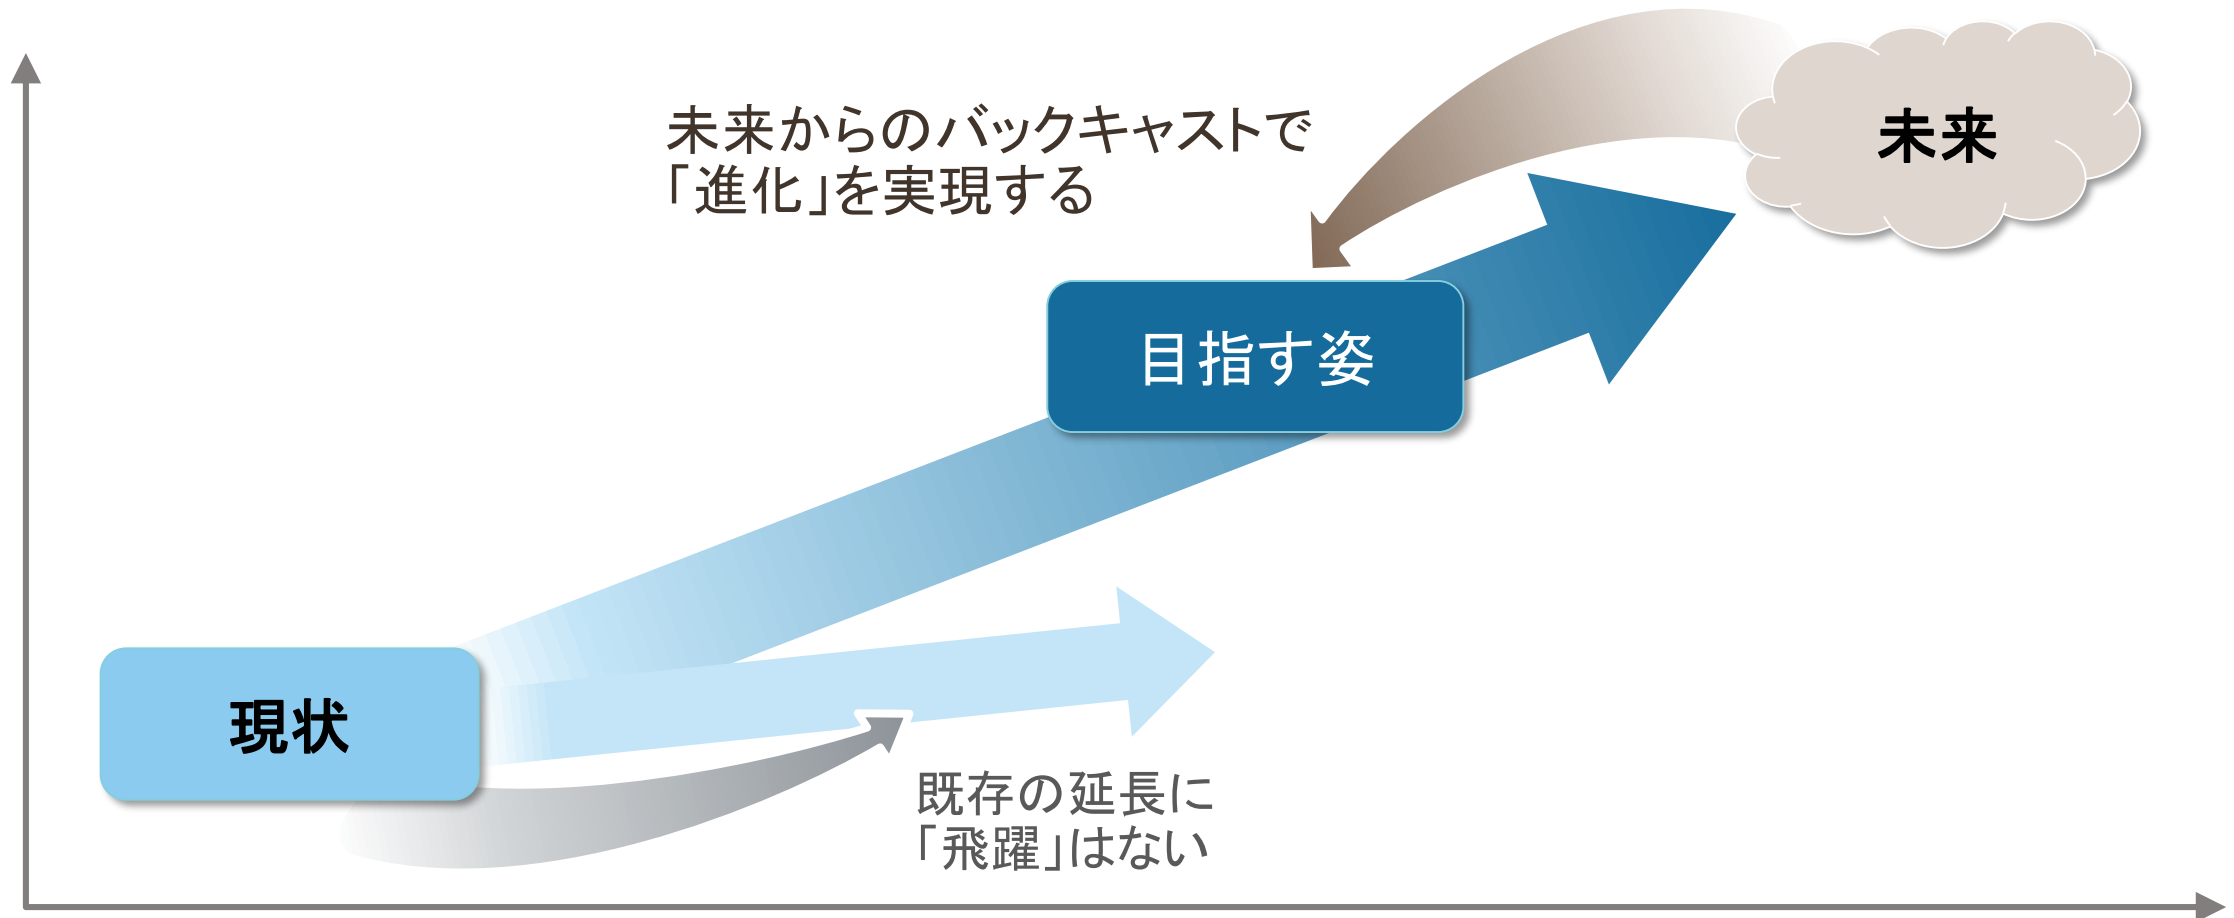 未来からのバックキャストで
「進化」を実現する
未来
目指す姿
現状
既存の延長に
「飛躍」はない